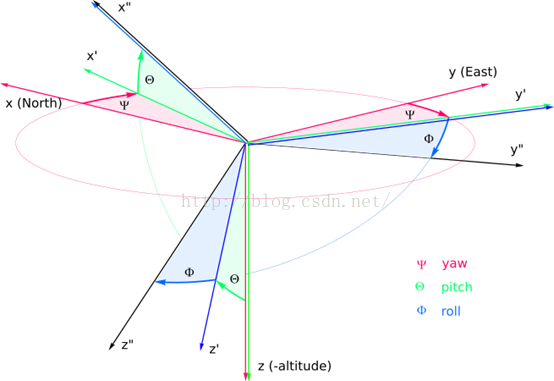 x"
x'
Θ
x (North)
Ψ
y (East)
Ψ
y'
Φ
y"
http://blog.csdn.net/
Φ
Θ
z"
z'
z (-altitude)
Ψ yaw
Θ pitch
Φ roll